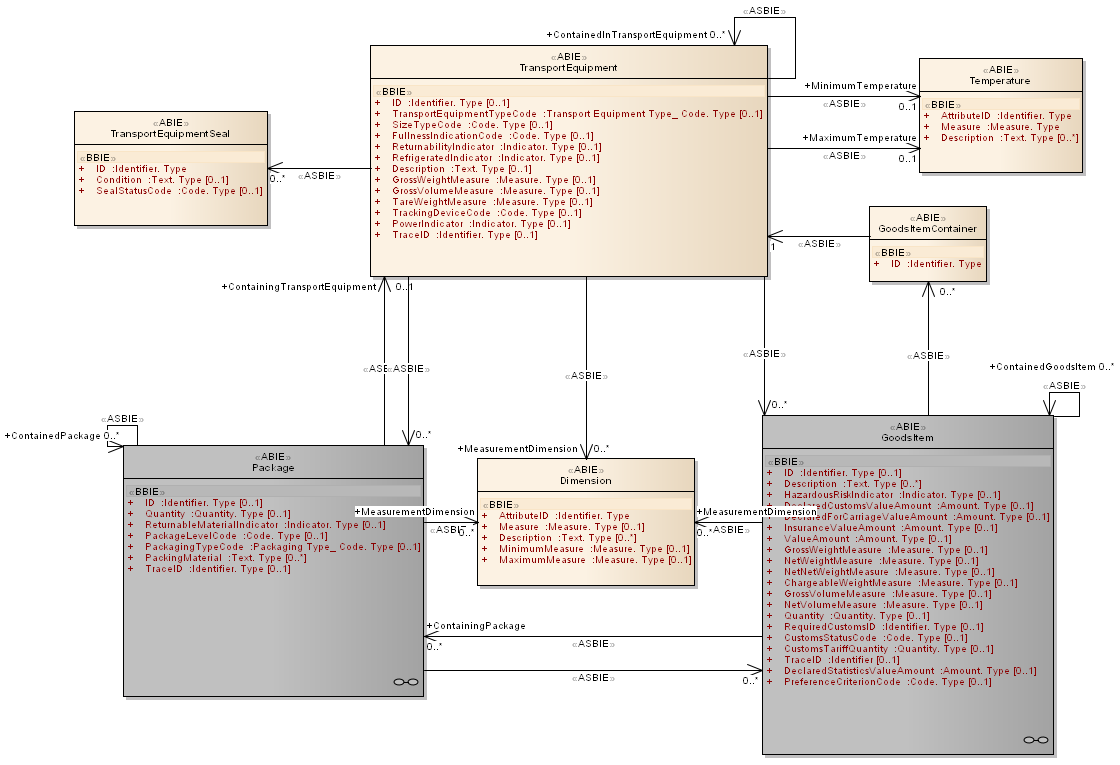 «ASBIE»
+ContainedInTransportEquipment 0..*
«ABIE»
TransportEquipment
«BBIE»
+ ID :Identifier. Type [0..1]
+ TransportEquipmentTypeCode :Transport Equipment Type_ Code. Type [0..1]
+ SizeTypeCode :Code. Type [0..1]
+ FullnessIndicationCode :Code. Type [0..1]
+ ReturnabilityIndicator :Indicator. Type [0..1]
+ RefrigeratedIndicator :Indicator. Type [0..1]
+ Description :Text. Type [0..1]
+ GrossWeightMeasure :Measure. Type [0..1]
+ GrossVolumeMeasure :Measure. Type [0..1]
+ TareWeightMeasure :Measure. Type [0..1]
+ TrackingDeviceCode :Code. Type [0..1]
+ PowerIndicator :Indicator. Type [0..1]
+ TraceID :Identifier. Type [0..1]
«ABIE»
Temperature
«BBIE»
+ AttributeID :Identifier. Type
+ Measure :Measure. Type
+ Description :Text. Type [0..*]
+MinimumTemperature
«ASBIE»
0..1
+MaximumTemperature
«ASBIE»
0..1
«ABIE»
TransportEquipmentSeal
«BBIE»
+ ID :Identifier. Type
+ Condition :Text. Type [0..1]
+ SealStatusCode :Code. Type [0..1]
0..*
«ASBIE»
«ABIE»
GoodsItemContainer
«BBIE»
+ ID :Identifier. Type
1
«ASBIE»
+ContainingTransportEquipment
0..1
0..*
«ASBIE»
«ASBIE»
«ASBIE»
«ASBIE»
«ASBIE»
+ContainedGoodsItem 0..*
«ASBIE»
0..*
«ASBIE»
+ContainedPackage 0..*
0..*
+MeasurementDimension
0..*
«ABIE»
Package
«BBIE»
+ ID :Identifier. Type [0..1]
+ Quantity :Quantity. Type [0..1]
+ ReturnableMaterialIndicator :Indicator. Type [0..1]
+ PackageLevelCode :Code. Type [0..1]
+ PackagingTypeCode :Packaging Type_ Code. Type [0..1]
+ PackingMaterial :Text. Type [0..*]
+ TraceID :Identifier. Type [0..1]
+MeasurementDimension
«ASBIE»
0..*
«ABIE»
Dimension
«BBIE»
+ AttributeID :Identifier. Type
+ Measure :Measure. Type [0..1]
+ Description :Text. Type [0..*]
+ MinimumMeasure :Measure. Type [0..1]
+ MaximumMeasure :Measure. Type [0..1]
+MeasurementDimension
0..*
«ASBIE»
«ABIE»
GoodsItem
«BBIE»
+ ID :Identifier. Type [0..1]
+ Description :Text. Type [0..*]
+ HazardousRiskIndicator :Indicator. Type [0..1]
+ DeclaredCustomsValueAmount :Amount. Type [0..1]
+ DeclaredForCarriageValueAmount :Amount. Type [0..1]
+ InsuranceValueAmount :Amount. Type [0..1]
+ ValueAmount :Amount. Type [0..1]
+ GrossWeightMeasure :Measure. Type [0..1]
+ NetWeightMeasure :Measure. Type [0..1]
+ NetNetWeightMeasure :Measure. Type [0..1]
+ ChargeableWeightMeasure :Measure. Type [0..1]
+ GrossVolumeMeasure :Measure. Type [0..1]
+ NetVolumeMeasure :Measure. Type [0..1]
+ Quantity :Quantity. Type [0..1]
+ RequiredCustomsID :Identifier. Type [0..1]
+ CustomsStatusCode :Code. Type [0..1]
+ CustomsTariffQuantity :Quantity. Type [0..1]
+ TraceID :Identifier [0..1]
+ DeclaredStatisticsValueAmount :Amount. Type [0..1]
+ PreferenceCriterionCode :Code. Type [0..1]
+ContainingPackage
0..*
«ASBIE»
«ASBIE»
0..*